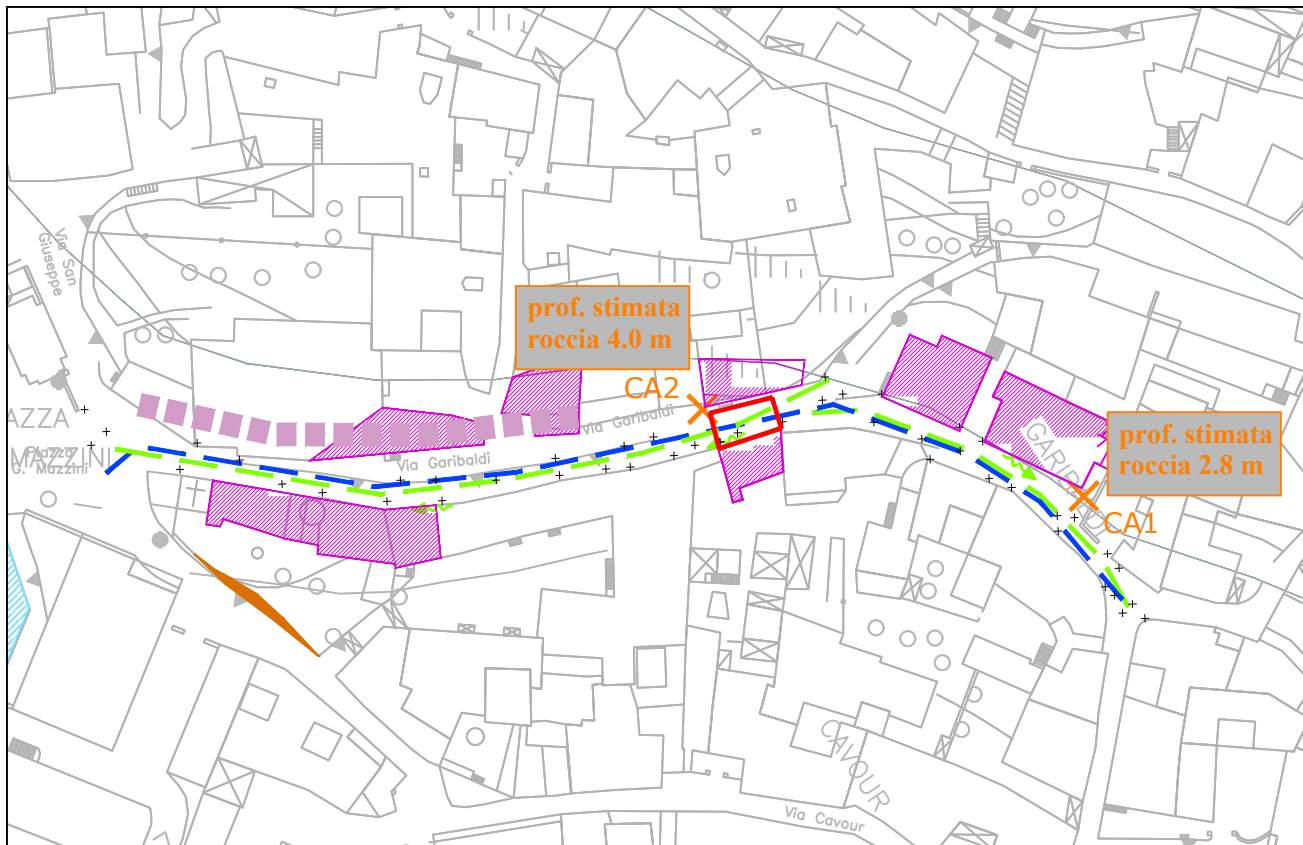 Via San
Giuseppe
prof. stimata
roccia 4.0 m
CA2
Via Garibaldi
Via Garibaldi
AZZA
MAZZINI
Piazza
G. Mazzini
prof. stimata
roccia 2.8 m
CA1
CAVOUR
Via Cavour